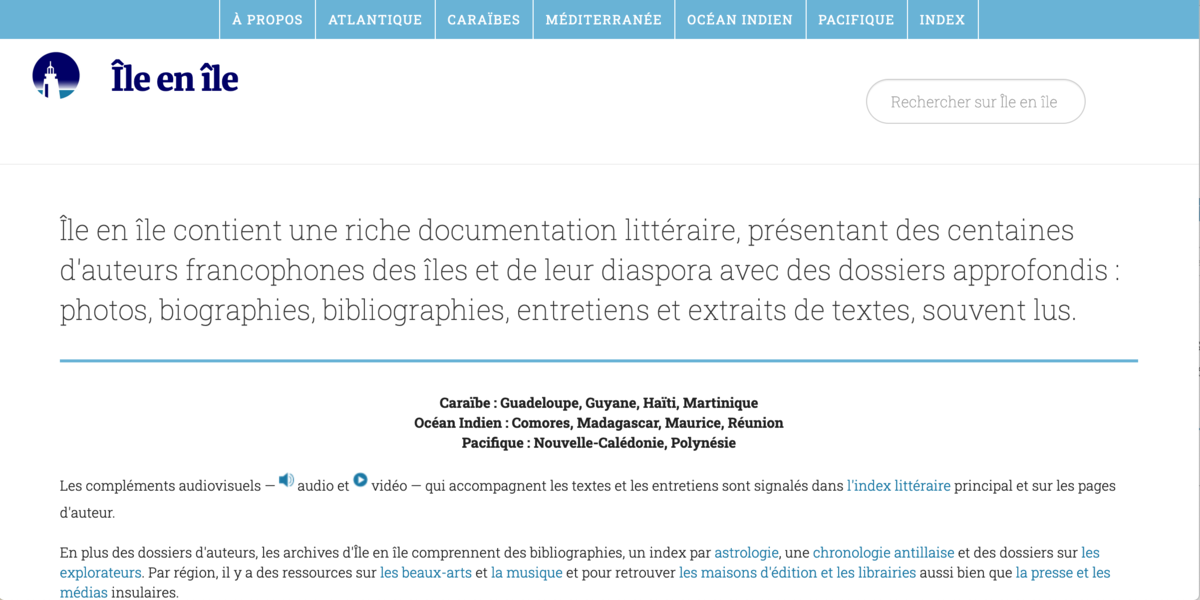 À PROPOS ATLANTIQUE CARAÏBES MÉDITERRANÉE OCÉAN INDIEN PACIFIQUE INDEX
Île en île
Rechercher sur Île en île
Île en île contient une riche documentation littéraire, présentant des centaines
d'auteurs francophones des îles et de leur diaspora avec des dossiers approfondis :
photos, biographies, bibliographies, entretiens et extraits de textes, souvent lus.
Caraïbe : Guadeloupe, Guyane, Haïti, Martinique
Océan Indien : Comores, Madagascar, Maurice, Réunion
Pacifique : Nouvelle-Calédonie, Polynésie
Les compléments audiovisuels — audio et vidéo — qui accompagnent les textes et les entretiens sont signalés dans l'index littéraire principal et sur les pages
d'auteur.
En plus des dossiers d'auteurs, les archives d'Île en île comprennent des bibliographies, un index par astrologie, une chronologie antillaise et des dossiers sur les
explorateurs. Par région, il y a des ressources sur les beaux-arts et la musique et pour retrouver les maisons d'édition et les librairies aussi bien que la presse et les
médias insulaires.